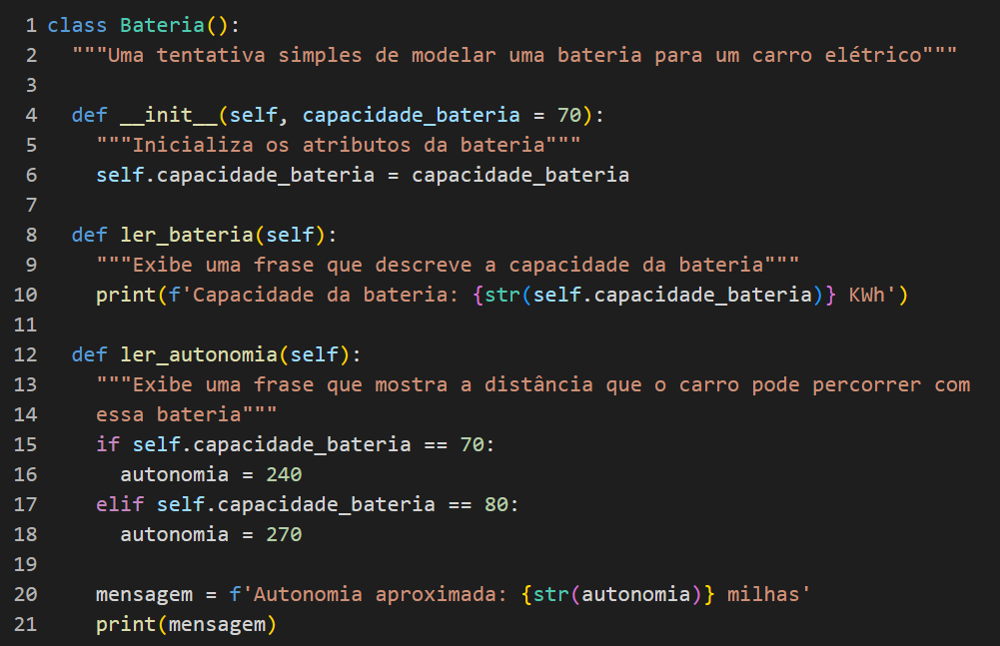 1 class Bateria():
2   """Uma tentativa simples de modelar uma bateria para um carro elétrico"""
3
4   def __init__(self, capacidade_bateria = 70):
5     """Inicializa os atributos da bateria"""
6     self.capacidade_bateria = capacidade_bateria
7
8   def ler_bateria(self):
9     """Exibe uma frase que descreve a capacidade da bateria"""
10     print(f'Capacidade da bateria: {str(self.capacidade_bateria)} KWh')
11
12   def ler_autonomia(self):
13     """Exibe uma frase que mostra a distância que o carro pode percorrer com
14     essa bateria"""
15     if self.capacidade_bateria == 70:
16       autonomia = 240
17     elif self.capacidade_bateria == 80:
18       autonomia = 270
19
20     mensagem = f'Autonomia aproximada: {str(autonomia)} milhas'
21     print(mensagem)